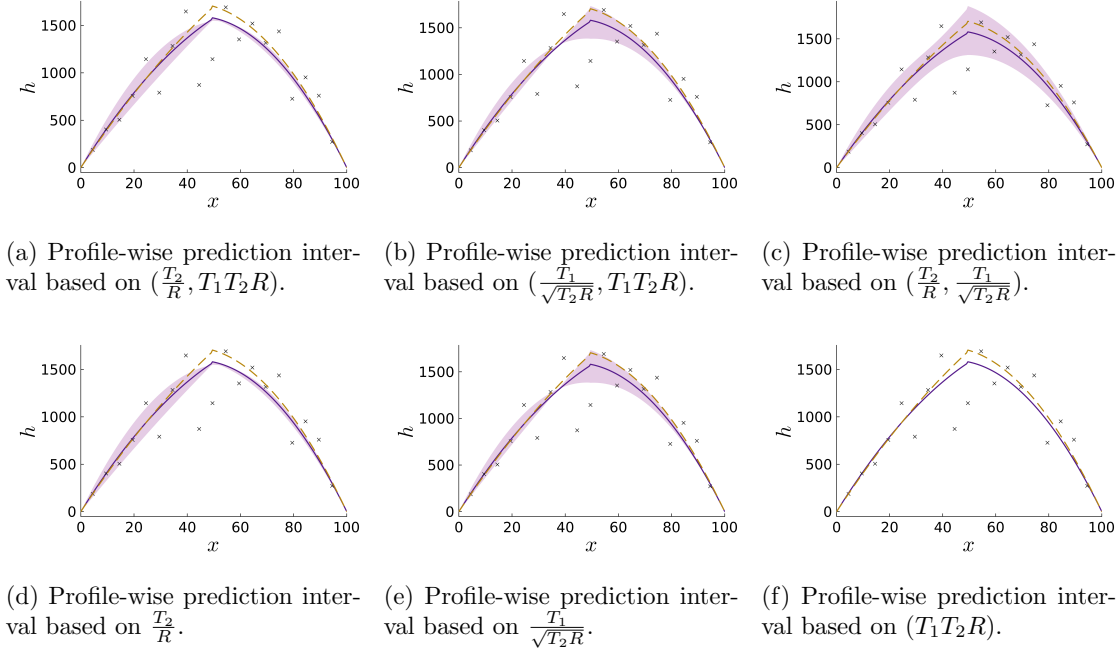 h
1500
1000
500
0
0 20 40 60 80 100
x
h
1500
1000
500
0
0 20 40 60 80 100
x
h
1500
1000
500
0
0 20 40 60 80 100
x
(a) Profile-wise prediction inter-
val based on (T₂/R, T₁T₂R).
(b) Profile-wise prediction inter-
val based on (T₁/√T₂R, T₁T₂R).
(c) Profile-wise prediction inter-
val based on (T₂/R, T₁/√T₂R).
h
1500
1000
500
0
0 20 40 60 80 100
x
h
1500
1000
500
0
0 20 40 60 80 100
x
h
1500
1000
500
0
0 20 40 60 80 100
x
(d) Profile-wise prediction inter-
val based on T₂/R.
(e) Profile-wise prediction inter-
val based on T₁/√T₂R.
(f) Profile-wise prediction inter-
val based on (T₁T₂R).